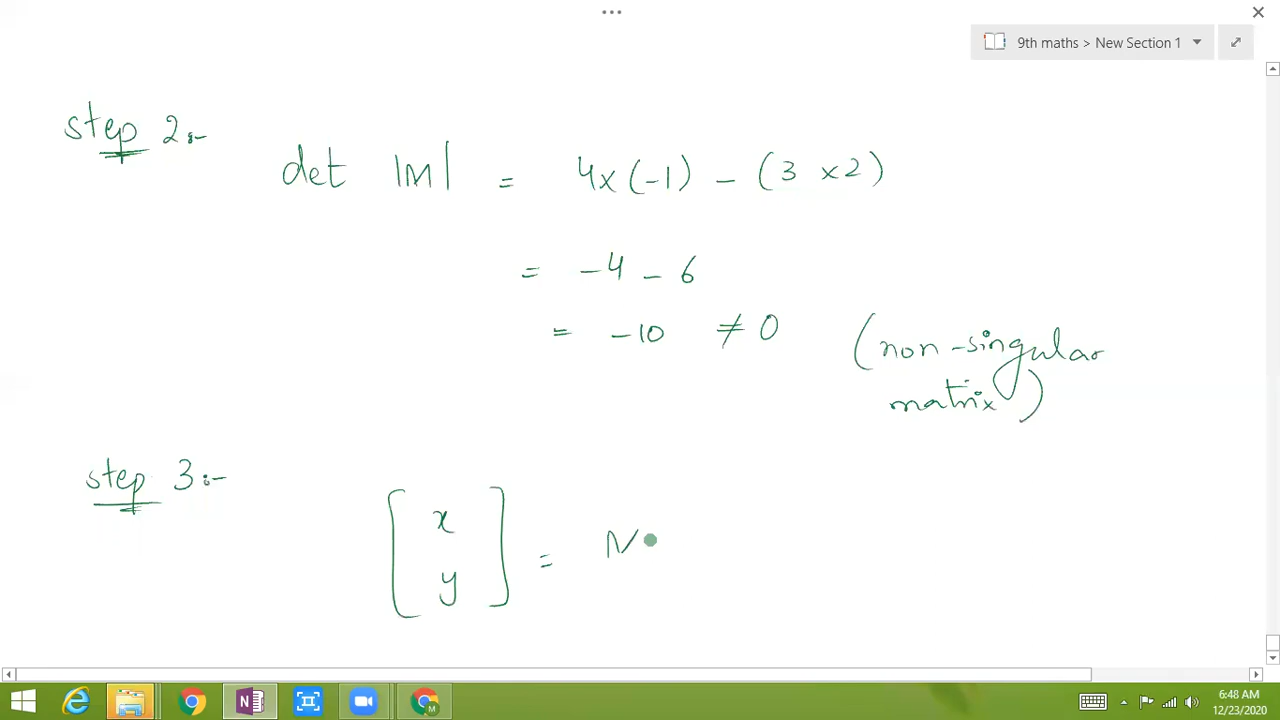 9th maths > New Section 1
step 2:-
det |M| = 4x(-1) - (3 x2)
= -4 - 6
= -10 ≠ 0 (non-singular
matrix)
step 3:-
[ x
y ] =
6:48 AM
12/23/2020